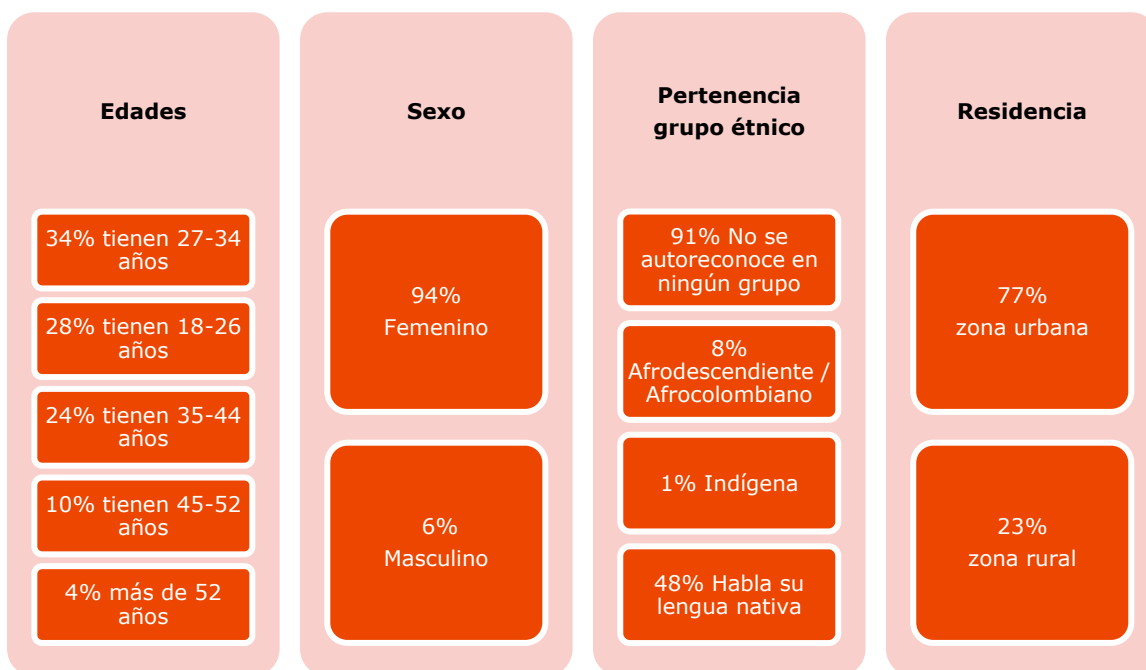 Edades
34% tienen 27-34
años
28% tienen 18-26
años
24% tienen 35-44
años
10% tienen 45-52
años
4% más de 52
años
Sexo
94%
Femenino
6%
Masculino
Pertenencia
grupo étnico
91% No se
autoreconoce en
ningún grupo
8%
Afrodescendiente /
Afrocolombiano
1% Indígena
48% Habla su
lengua nativa
Residencia
77%
zona urbana
23%
zona rural